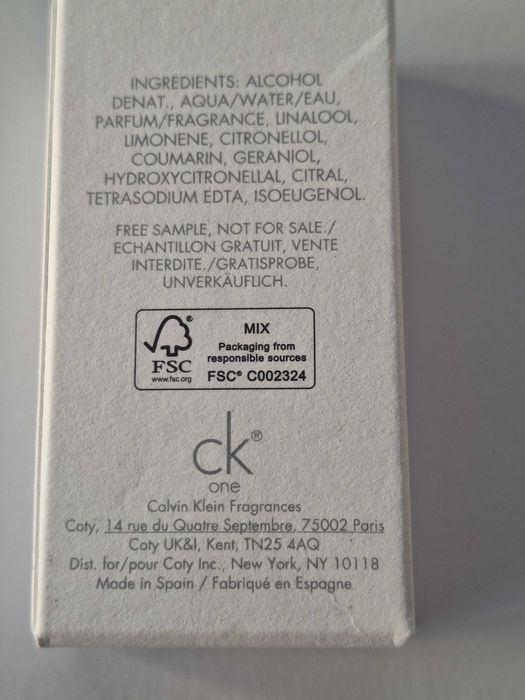 INGREDIENTS: ALCOHOL
DENAT., AQUA/WATER/EAU,
PARFUM/FRAGRANCE, LINALOOL,
LIMONENE, CITRONELLOL,
COUMARIN, GERANIOL,
HYDROXYCITRONELLAL, CITRAL,
TETRASODIUM EDTA, ISOEUGENOL.
FREE SAMPLE, NOT FOR SALE./
ECHANTILLON GRATUIT, VENTE
INTERDITE./GRATISPROBE,
UNVERKÄUFLICH.
®
FSC
www.fsc.org
MIX
Packaging from
responsible sources
FSC® C002324
ck®
one
Calvin Klein Fragrances
Coty, 14 rue du Quatre Septembre, 75002 Paris
Coty UK&I, Kent, TN25 4AQ
Dist. for/pour Coty Inc., New York, NY 10118
Made in Spain / Fabriqué en Espagne